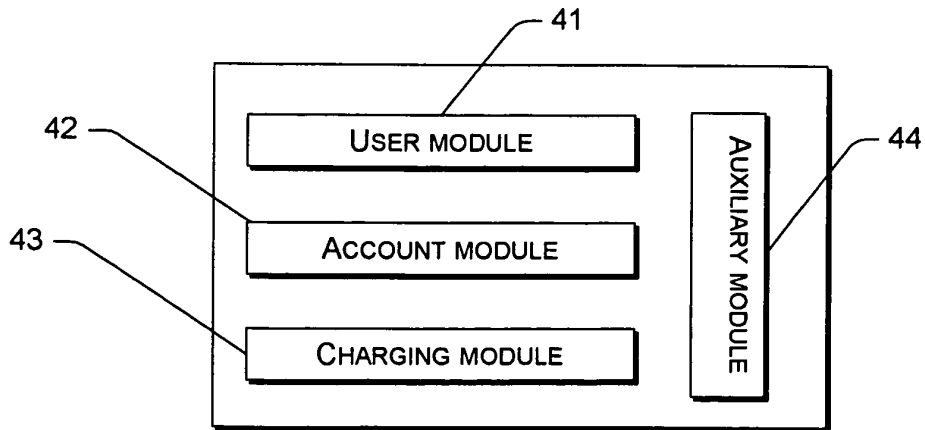 41
42
USER MODULE
AUXILIARY MODULE
44
43
ACCOUNT MODULE
CHARGING MODULE